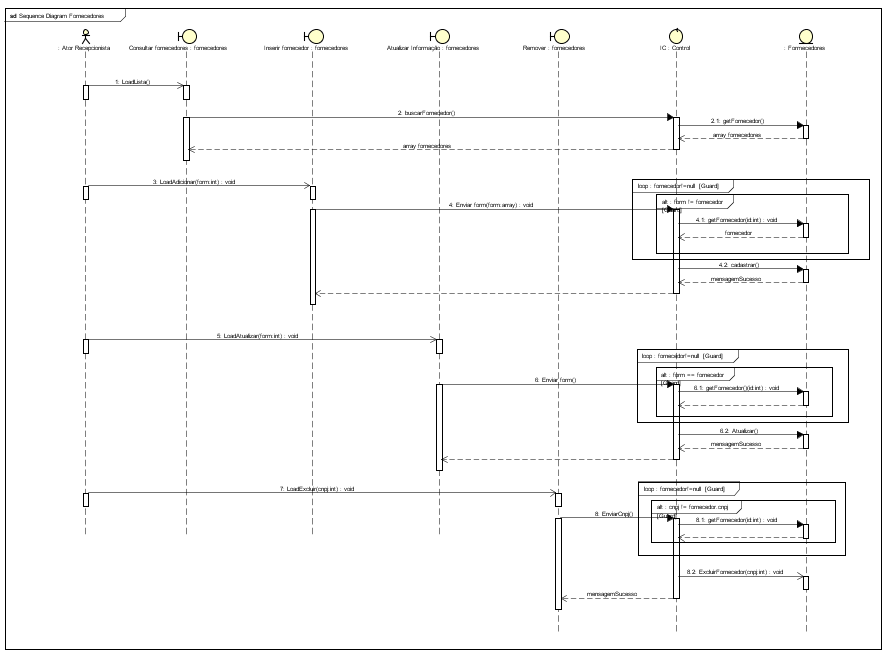 sd Sequence Diagram Fornecedores
: Ator Recepcionista
Consultar fornecedores : fornecedores
Inserir fornecedor : fornecedores
Atualizar Informação : fornecedores
Remover : fornecedores
IC : Control
: Fornecedores
1: LoadLista()
2: buscarFornecedor()
2.1: getFornecedor()
array fornecedores
array fornecedores
3: LoadAdicionar(form:int) : void
loop : fornecedor!=null [Guard]
alt : form != fornecedor
[Guard]
4: Enviar form(form:array) : void
4.1: getFornecedor(id:int) : void
fornecedor
4.2: cadastrar()
mensagemSucesso
5: LoadAtualizar(form:int) : void
loop : fornecedor!=null [Guard]
alt : form == fornecedor
[Guard]
6: Enviar form()
6.1: getFornecedor()(id:int) : void
6.2: Atualizar()
mensagemSucesso
7: LoadExcluir(cnpj:int) : void
loop : fornecedor!=null [Guard]
alt : cnpj != fornecedor.cnpj
[Guard]
8: EnviarCnpj()
8.1: getFornecedor(id:int) : void
8.2: ExcluirFornecedor(cnpj:int) : void
mensagemSucesso